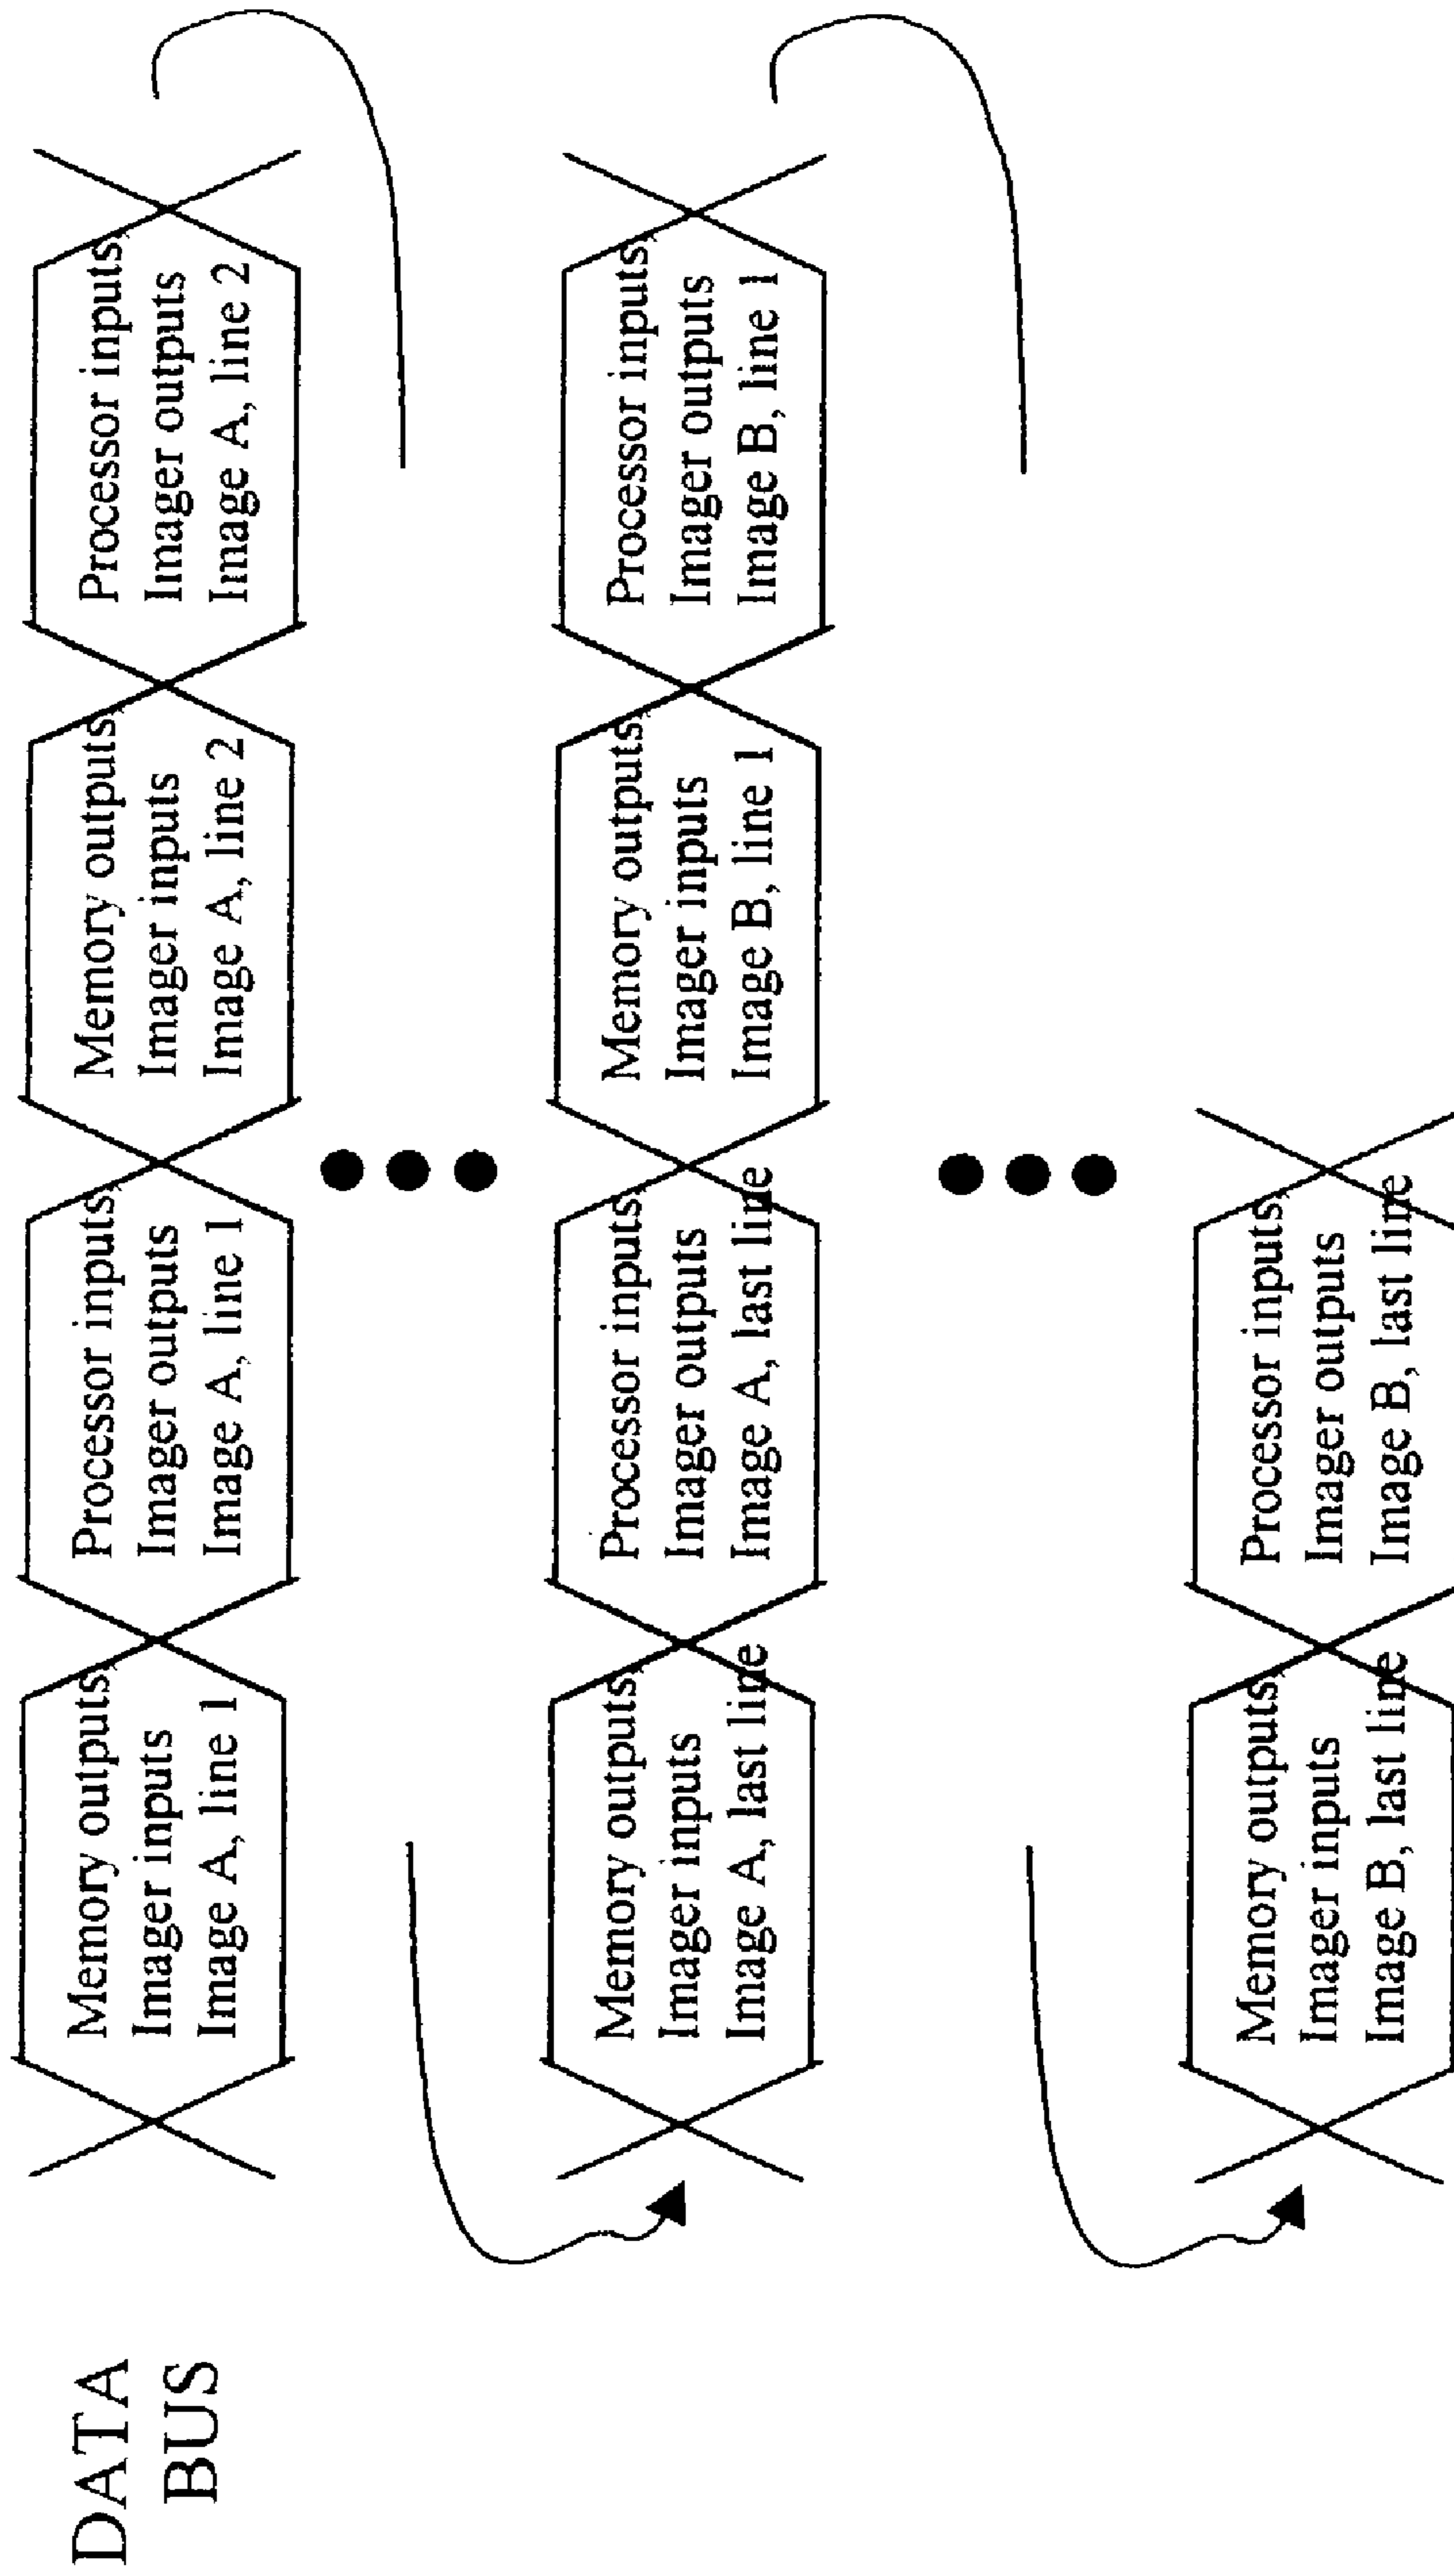 DATA
BUS
Memory outputs,
Imager inputs
Image A, line 1
Processor inputs,
Imager outputs
Image A, line 1
Memory outputs,
Imager inputs
Image A, line 2
Processor inputs,
Imager outputs
Image A, line 2
Memory outputs,
Imager inputs
Image A, last line
Processor inputs,
Imager outputs
Image A, last line
Memory outputs,
Imager inputs
Image B, line 1
Processor inputs,
Imager outputs
Image B, line 1
Memory outputs,
Imager inputs
Image B, last line
Processor inputs,
Imager outputs
Image B, last line